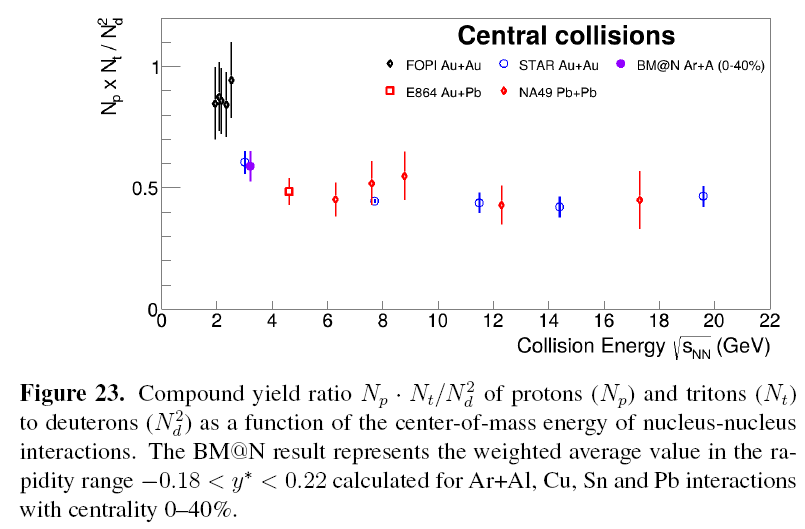 Central collisions
FOPI Au+Au STAR Au+Au BM@N Ar+A (0-40%)
E864 Au+Pb NA49 Pb+Pb
N_p x N_t / N_d^2
1
0.5
0
0 2 4 6 8 10 12 14 16 18 20 22
Collision Energy √s_NN (GeV)
Figure 23. Compound yield ratio N_p · N_t/N_d^2 of protons (N_p) and tritons (N_t)
to deuterons (N_d^2) as a function of the center-of-mass energy of nucleus-nucleus
interactions. The BM@N result represents the weighted average value in the ra-
pidity range −0.18 < y* < 0.22 calculated for Ar+Al, Cu, Sn and Pb interactions
with centrality 0–40%.